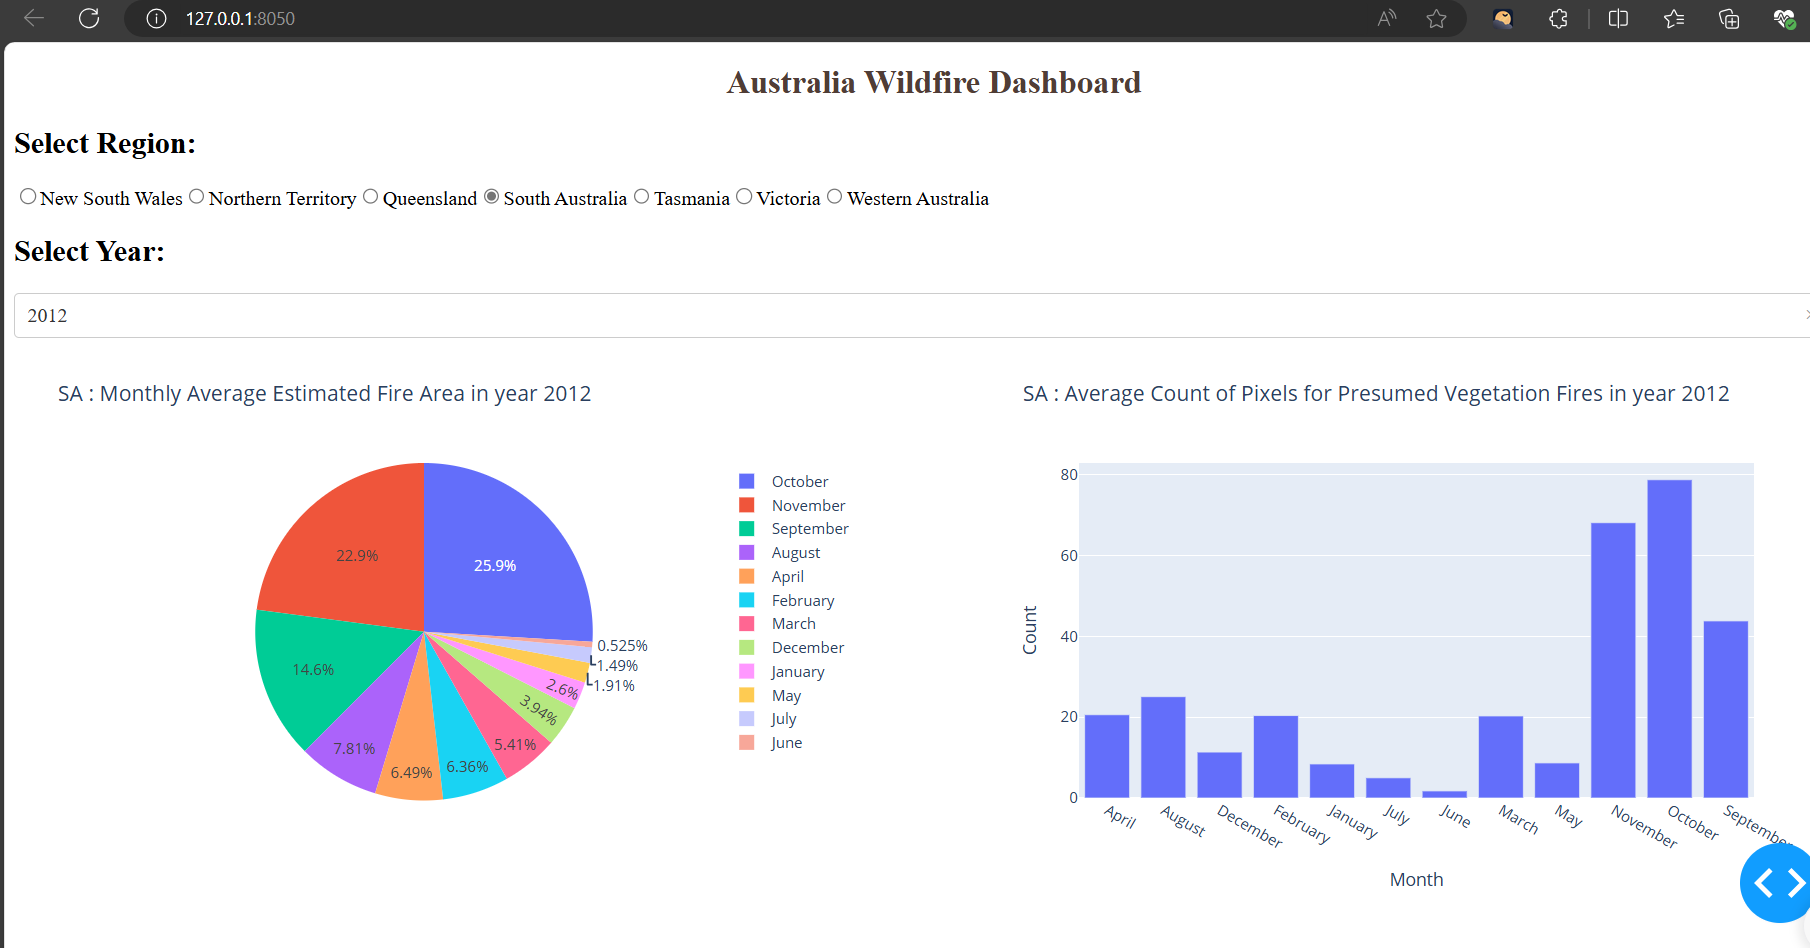 127.0.0.1:8050
Australia Wildfire Dashboard
Select Region:
New South Wales Northern Territory Queensland South Australia Tasmania Victoria Western Australia
Select Year:
2012
SA : Monthly Average Estimated Fire Area in year 2012
25.9%
22.9%
14.6%
7.81%
6.49%
6.36%
5.41%
3.94%
2.6%
1.91%
1.49%
0.525%
October
November
September
August
April
February
March
December
January
May
July
June
SA : Average Count of Pixels for Presumed Vegetation Fires in year 2012
Count
80
60
40
20
0
April
August
December
February
January
July
June
March
May
November
October
September
Month